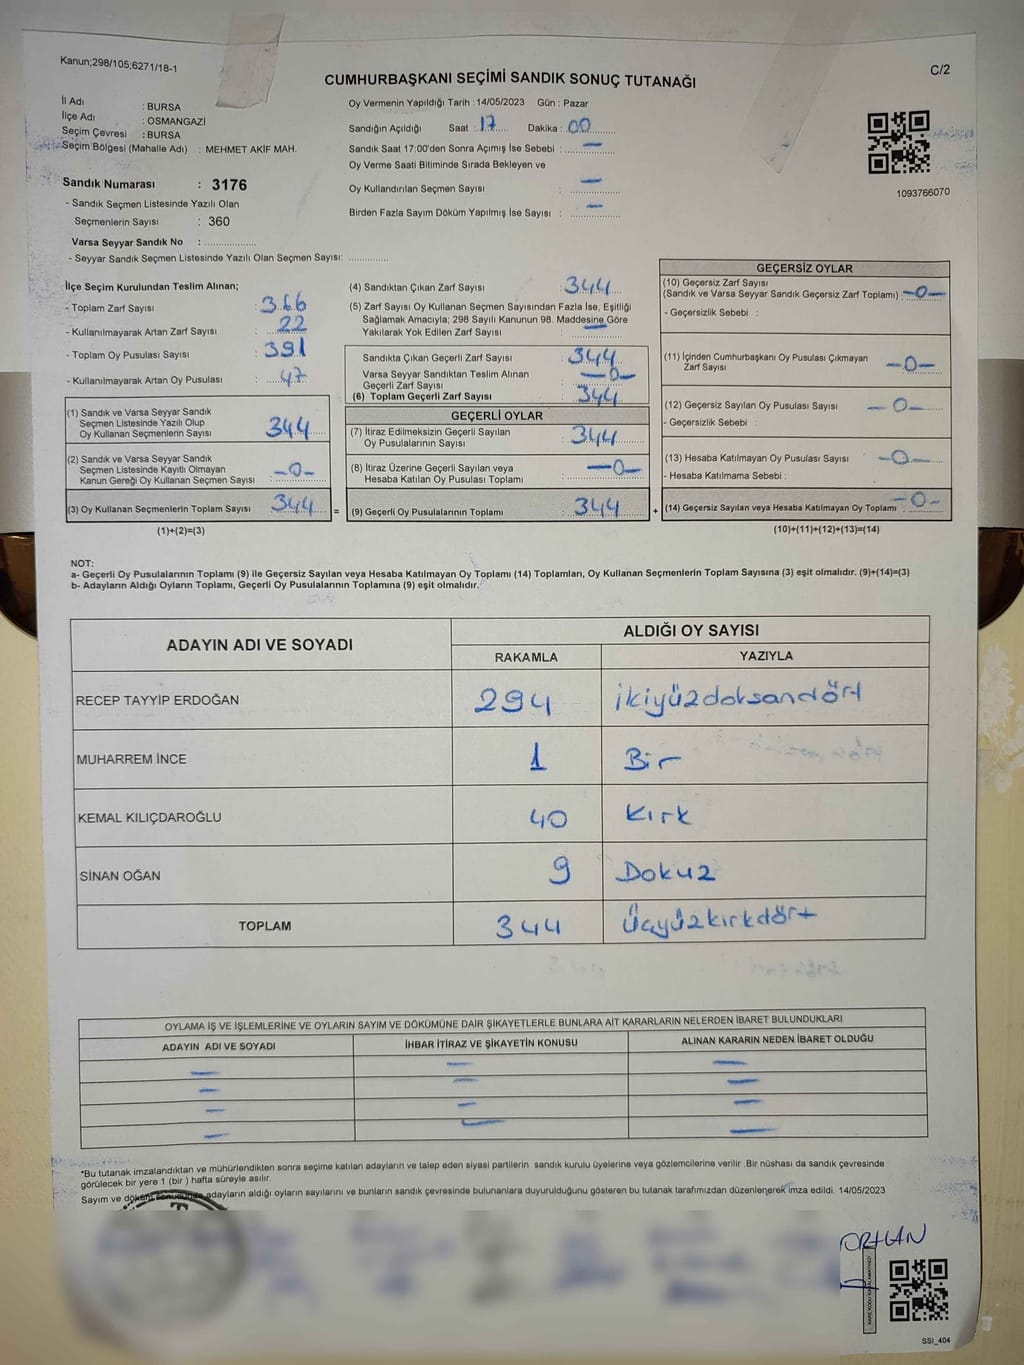 Kanun;298/105;6271/18-1
C/2
CUMHURBAŞKANI SEÇİMİ SANDIK SONUÇ TUTANAĞI
İl Adı : BURSA
İlçe Adı : OSMANGAZİ
Seçim Çevresi : BURSA
Seçim Bölgesi (Mahalle Adı) : MEHMET AKİF MAH.
Sandık Numarası : 3176
- Sandık Seçmen Listesinde Yazılı Olan
Seçmenlerin Sayısı : 360
Varsa Seyyar Sandık No : ..................
- Seyyar Sandık Seçmen Listesinde Yazılı Olan Seçmen Sayısı: .............
Oy Vermenin Yapıldığı Tarih : 14/05/2023 Gün : Pazar
Sandığın Açıldığı Saat : 17 Dakika : 00
Sandık Saat 17:00'den Sonra Açımış İse Sebebi : —
Oy Verme Saati Bitiminde Sırada Bekleyen ve
Oy Kullandırılan Seçmen Sayısı : —
Birden Fazla Sayım Döküm Yapılmış İse Sayısı : —
1093766070
İlçe Seçim Kurulundan Teslim Alınan;
- Toplam Zarf Sayısı : 366
- Kullanılmayarak Artan Zarf Sayısı : 22
- Toplam Oy Pusulası Sayısı : 391
- Kullanılmayarak Artan Oy Pusulası : 47
(1) Sandık ve Varsa Seyyar Sandık
Seçmen Listesinde Yazılı Olup
Oy Kullanan Seçmenlerin Sayısı 344
(2) Sandık ve Varsa Seyyar Sandık
Seçmen Listesinde Kayıtlı Olmayan
Kanun Gereği Oy Kullanan Seçmen Sayısı : -0-
(3) Oy Kullanan Seçmenlerin Toplam Sayısı 344
(1)+(2)=(3)
(4) Sandıktan Çıkan Zarf Sayısı : 344
(5) Zarf Sayısı Oy Kullanan Seçmen Sayısından Fazla İse, Eşitliği
Sağlamak Amacıyla; 298 Sayılı Kanunun 98. Maddesine Göre
Yakılarak Yok Edilen Zarf Sayısı : —
Sandıkta Çıkan Geçerli Zarf Sayısı : 344
Varsa Seyyar Sandıktan Teslim Alınan
Geçerli Zarf Sayısı : -0-
(6) Toplam Geçerli Zarf Sayısı : 344
GEÇERLİ OYLAR
(7) İtiraz Edilmeksizin Geçerli Sayılan
Oy Pusulalarının Sayısı : 344
(8) İtiraz Üzerine Geçerli Sayılan veya
Hesaba Katılan Oy Pusulası Toplamı : -0-
= (9) Geçerli Oy Pusulalarının Toplamı : 344 +
GEÇERSİZ OYLAR
(10) Geçersiz Zarf Sayısı
(Sandık ve Varsa Seyyar Sandık Geçersiz Zarf Toplamı) -0-
- Geçersizlik Sebebi :
(11) İçinden Cumhurbaşkanı Oy Pusulası Çıkmayan
Zarf Sayısı -0-
(12) Geçersiz Sayılan Oy Pusulası Sayısı -0-
- Geçersizlik Sebebi :
(13) Hesaba Katılmayan Oy Pusulası Sayısı -0-
- Hesaba Katılmama Sebebi :
(14) Geçersiz Sayılan veya Hesaba Katılmayan Oy Toplamı : -0-
(10)+(11)+(12)+(13)=(14)
NOT:
a- Geçerli Oy Pusulalarının Toplamı (9) ile Geçersiz Sayılan veya Hesaba Katılmayan Oy Toplamı (14) Toplamları, Oy Kullanan Seçmenlerin Toplam Sayısına (3) eşit olmalıdır. (9)+(14)=(3)
b- Adayların Aldığı Oyların Toplamı, Geçerli Oy Pusulalarının Toplamına (9) eşit olmalıdır.
ADAYIN ADI VE SOYADI
ALDIĞI OY SAYISI
RAKAMLA YAZIYLA
RECEP TAYYİP ERDOĞAN 294 ikiyüzdoksandört
MUHARREM İNCE 1 Bir
KEMAL KILIÇDAROĞLU 40 Kırk
SİNAN OĞAN 9 Dokuz
TOPLAM 344 Üçyüzkırkdört
OYLAMA İŞ VE İŞLEMLERİNE VE OYLARIN SAYIM VE DÖKÜMÜNE DAİR ŞİKAYETLERLE BUNLARA AİT KARARLARIN NELERDEN İBARET BULUNDUKLARI
ADAYIN ADI VE SOYADI İHBAR İTİRAZ VE ŞİKAYETİN KONUSU ALINAN KARARIN NEDEN İBARET OLDUĞU
— — —
— — —
— — —
— — —
*Bu tutanak imzalandıktan ve mühürlendikten sonra seçime katılan adayların ve talep eden siyasi partilerin sandık kurulu üyelerine veya gözlemcilerine verilir .Bir nüshası da sandık çevresinde
görülecek bir yere 1 (bir ) hafta süreyle asılır.
Sayım ve döküm sonucunda adayların aldığı oyların sayılarını ve bunların sandık çevresinde bulunanlara duyurulduğunu gösteren bu tutanak tarafımızdan düzenlenerek imza edildi. 14/05/2023
ORHAN
SSI_404